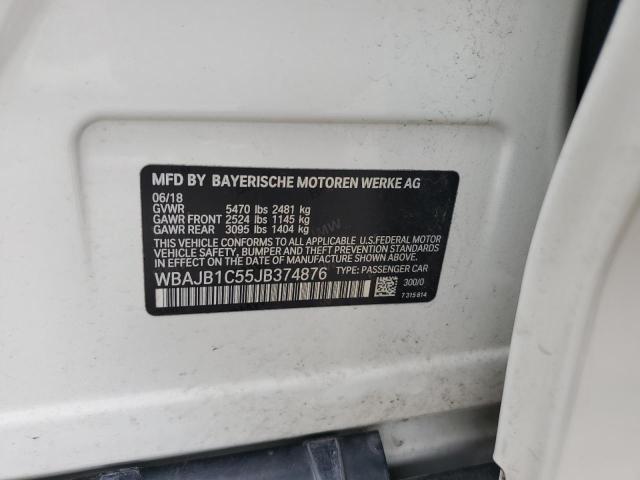 MFD BY BAYERISCHE MOTOREN WERKE AG
06/18
GVWR 5470 lbs 2481 kg
GAWR FRONT 2524 lbs 1145 kg
GAWR REAR 3095 lbs 1404 kg
THIS VEHICLE CONFORMS TO ALL APPLICABLE U.S.FEDERAL MOTOR
VEHICLE SAFETY, BUMPER, AND THEFT PREVENTION STANDARDS
IN EFFECT ON THE DATE OF MANUFACTURE SHOWN ABOVE.
WBAJB1C55JB374876 TYPE: PASSENGER CAR
300/0
7 315 814